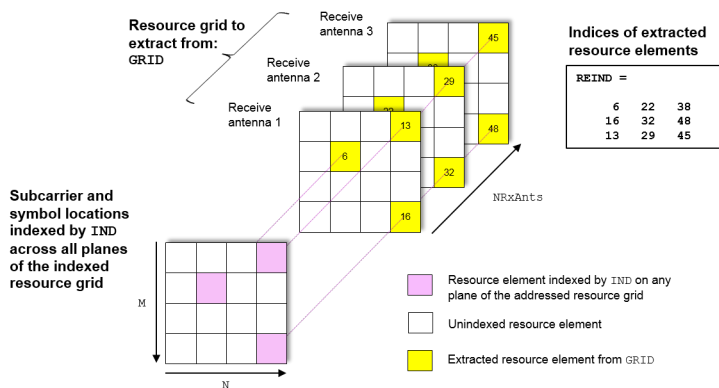 Resource grid to
extract from:
GRID
Receive
antenna 3
Receive
antenna 2
Receive
antenna 1
45
29
13
22
6
48
32
16
NRxAnts
Indices of extracted
resource elements
REIND =
6 22 38
16 32 48
13 29 45
Subcarrier and
symbol locations
indexed by IND
across all planes
of the indexed
resource grid
M
N
Resource element indexed by IND on any
plane of the addressed resource grid
Unindexed resource element
Extracted resource element from GRID